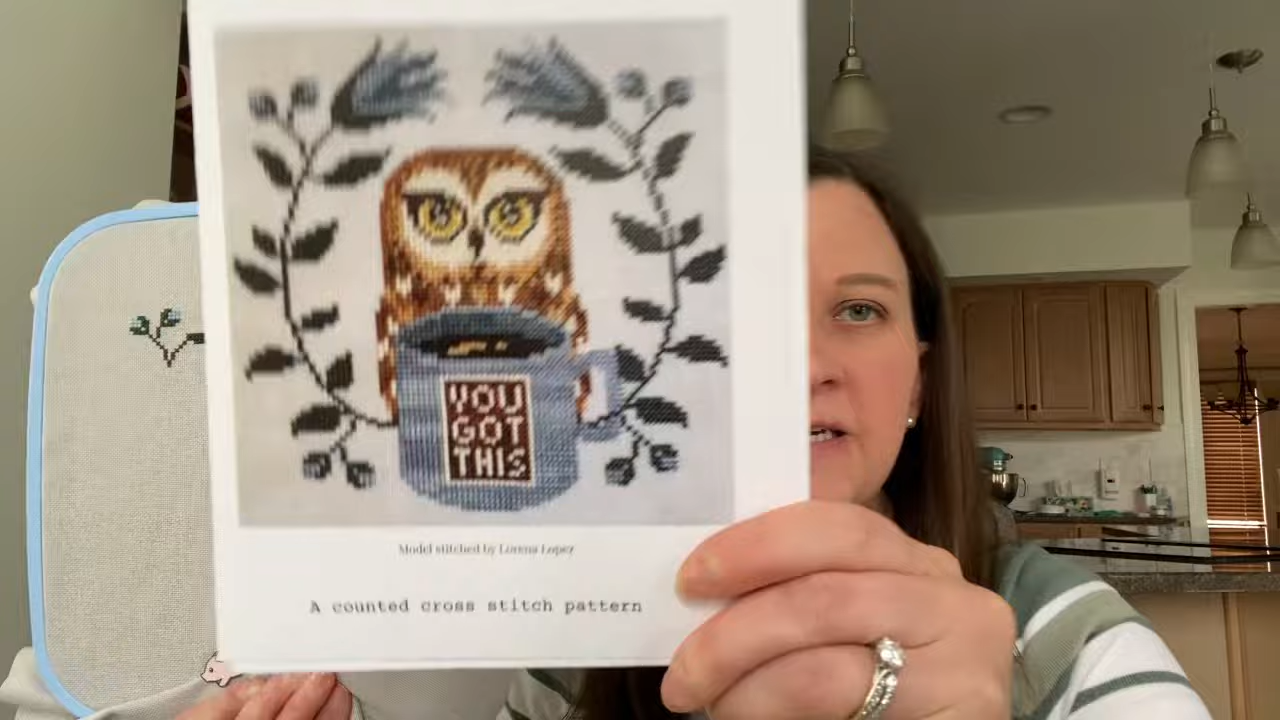 YOU
GOT
THIS
Model stitched by Lorena Lopez
A counted cross stitch pattern